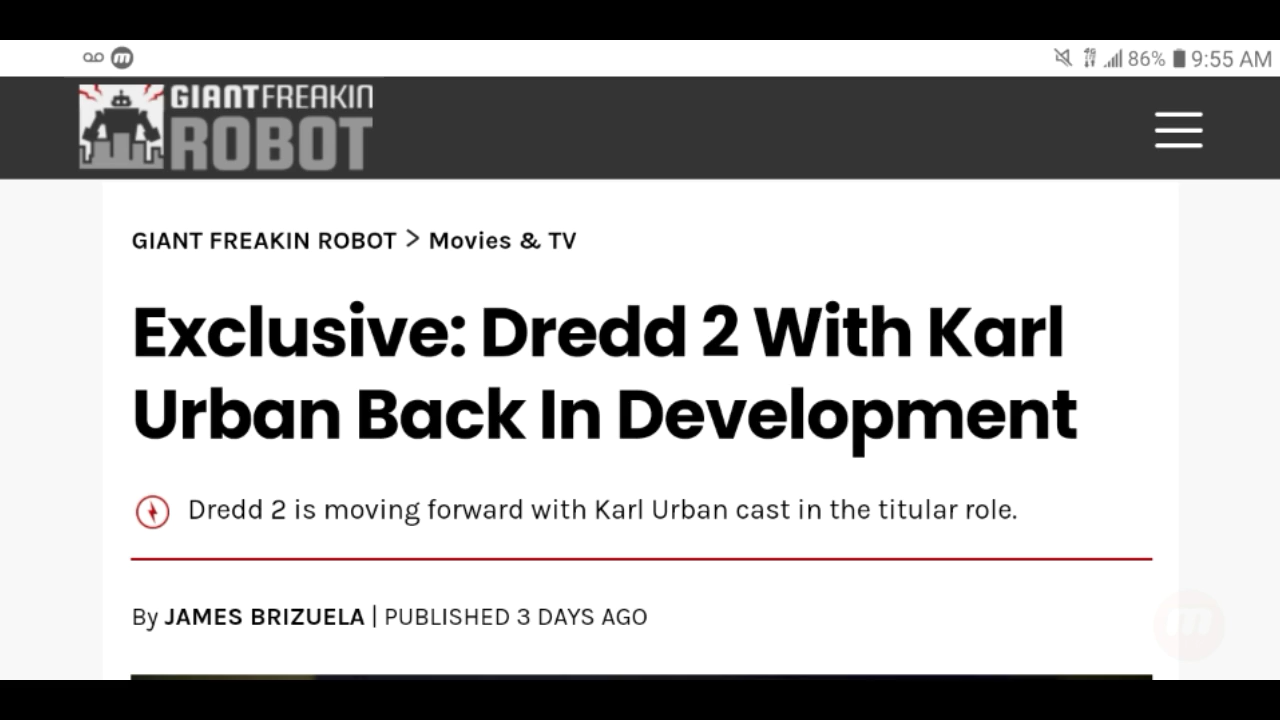 86% 9:55 AM
GIANT FREAKIN
ROBOT
GIANT FREAKIN ROBOT > Movies & TV
Exclusive: Dredd 2 With Karl
Urban Back In Development
Dredd 2 is moving forward with Karl Urban cast in the titular role.
By JAMES BRIZUELA | PUBLISHED 3 DAYS AGO
m